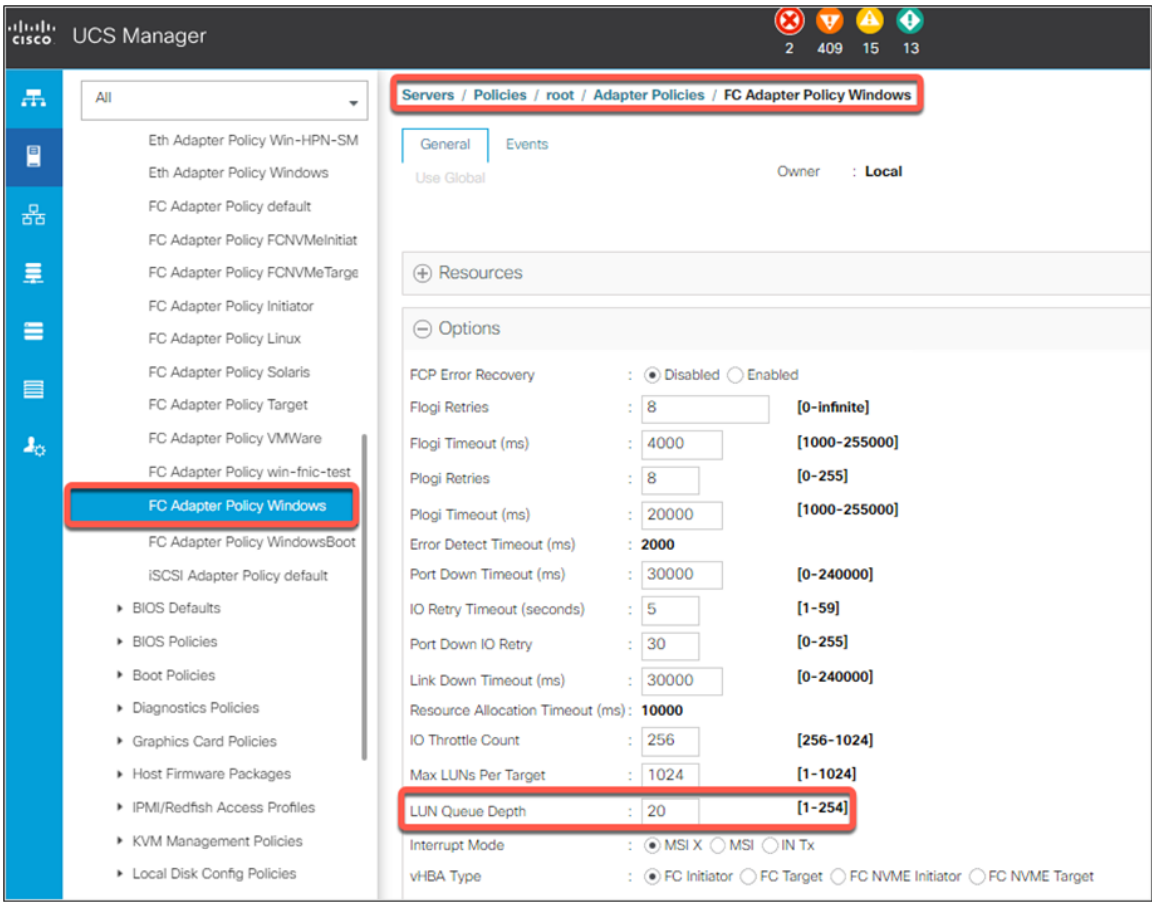 CISCO UCS Manager
2 409 15 13
All
Eth Adapter Policy Win-HPN-SM
Eth Adapter Policy Windows
FC Adapter Policy default
FC Adapter Policy FCNVMeInitiat
FC Adapter Policy FCNVMeTarge
FC Adapter Policy Initiator
FC Adapter Policy Linux
FC Adapter Policy Solaris
FC Adapter Policy Target
FC Adapter Policy VMWare
FC Adapter Policy win-fnic-test
FC Adapter Policy Windows
FC Adapter Policy WindowsBoot
iSCSI Adapter Policy default
BIOS Defaults
BIOS Policies
Boot Policies
Diagnostics Policies
Graphics Card Policies
Host Firmware Packages
IPMI/Redfish Access Profiles
KVM Management Policies
Local Disk Config Policies
Servers / Policies / root / Adapter Policies / FC Adapter Policy Windows
General Events
Use Global
Owner : Local
Resources
Options
FCP Error Recovery : Disabled Enabled
Flogi Retries : 8 [0-infinite]
Flogi Timeout (ms) : 4000 [1000-255000]
Plogi Retries : 8 [0-255]
Plogi Timeout (ms) : 20000 [1000-255000]
Error Detect Timeout (ms) : 2000
Port Down Timeout (ms) : 30000 [0-240000]
IO Retry Timeout (seconds) : 5 [1-59]
Port Down IO Retry : 30 [0-255]
Link Down Timeout (ms) : 30000 [0-240000]
Resource Allocation Timeout (ms) : 10000
IO Throttle Count : 256 [256-1024]
Max LUNs Per Target : 1024 [1-1024]
LUN Queue Depth : 20 [1-254]
Interrupt Mode : MSI X MSI IN Tx
vHBA Type : FC Initiator FC Target FC NVME Initiator FC NVME Target